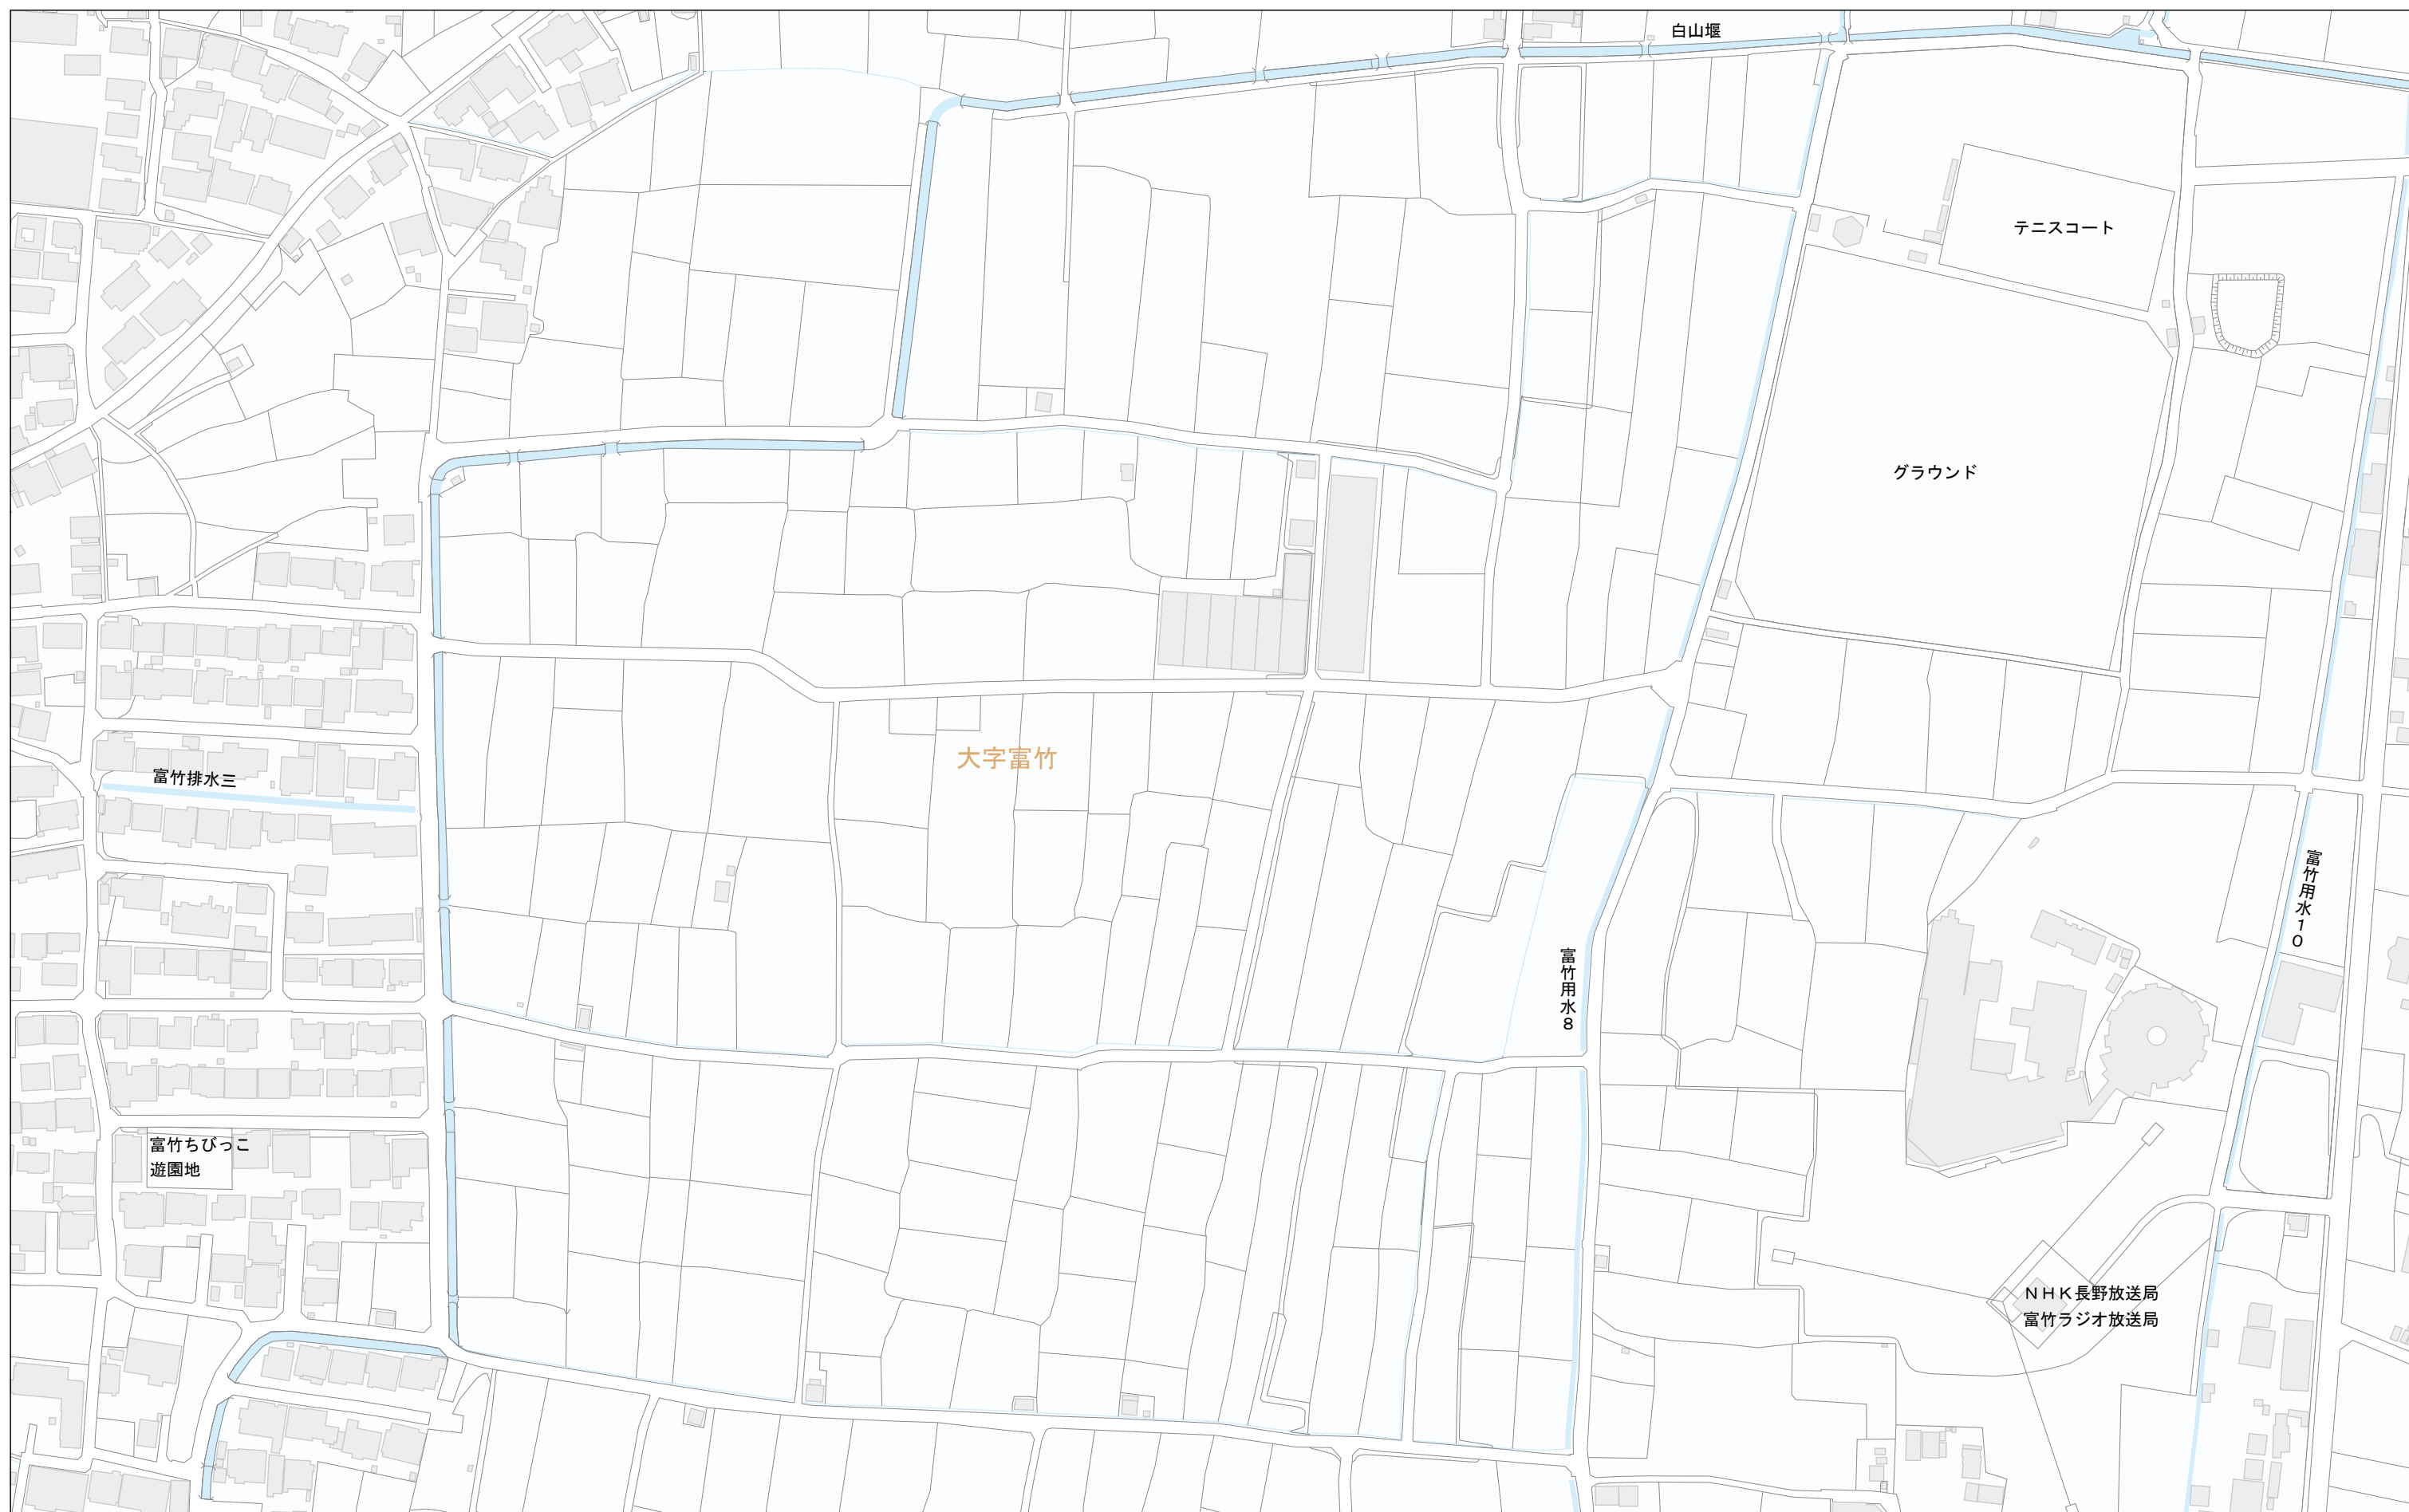 白山堰
テニスコート
グラウンド
大字富竹
富竹排水三
富竹用水10
富竹用水8
富竹ちびっこ
遊園地
NHK長野放送局
富竹ラジオ放送局